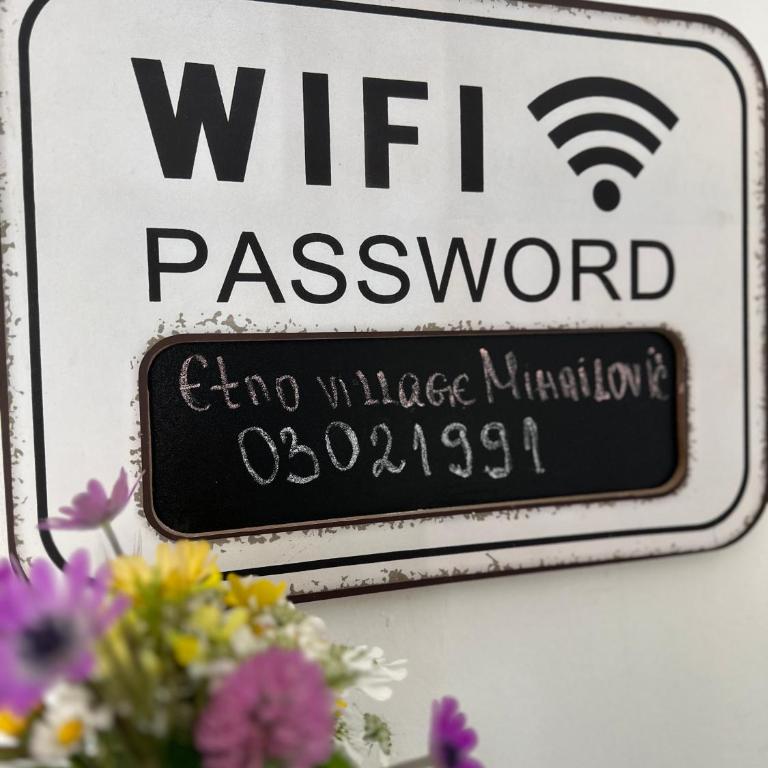 WIFI
PASSWORD
Etno VILLAGE MIHAILOVIĆ
03021991